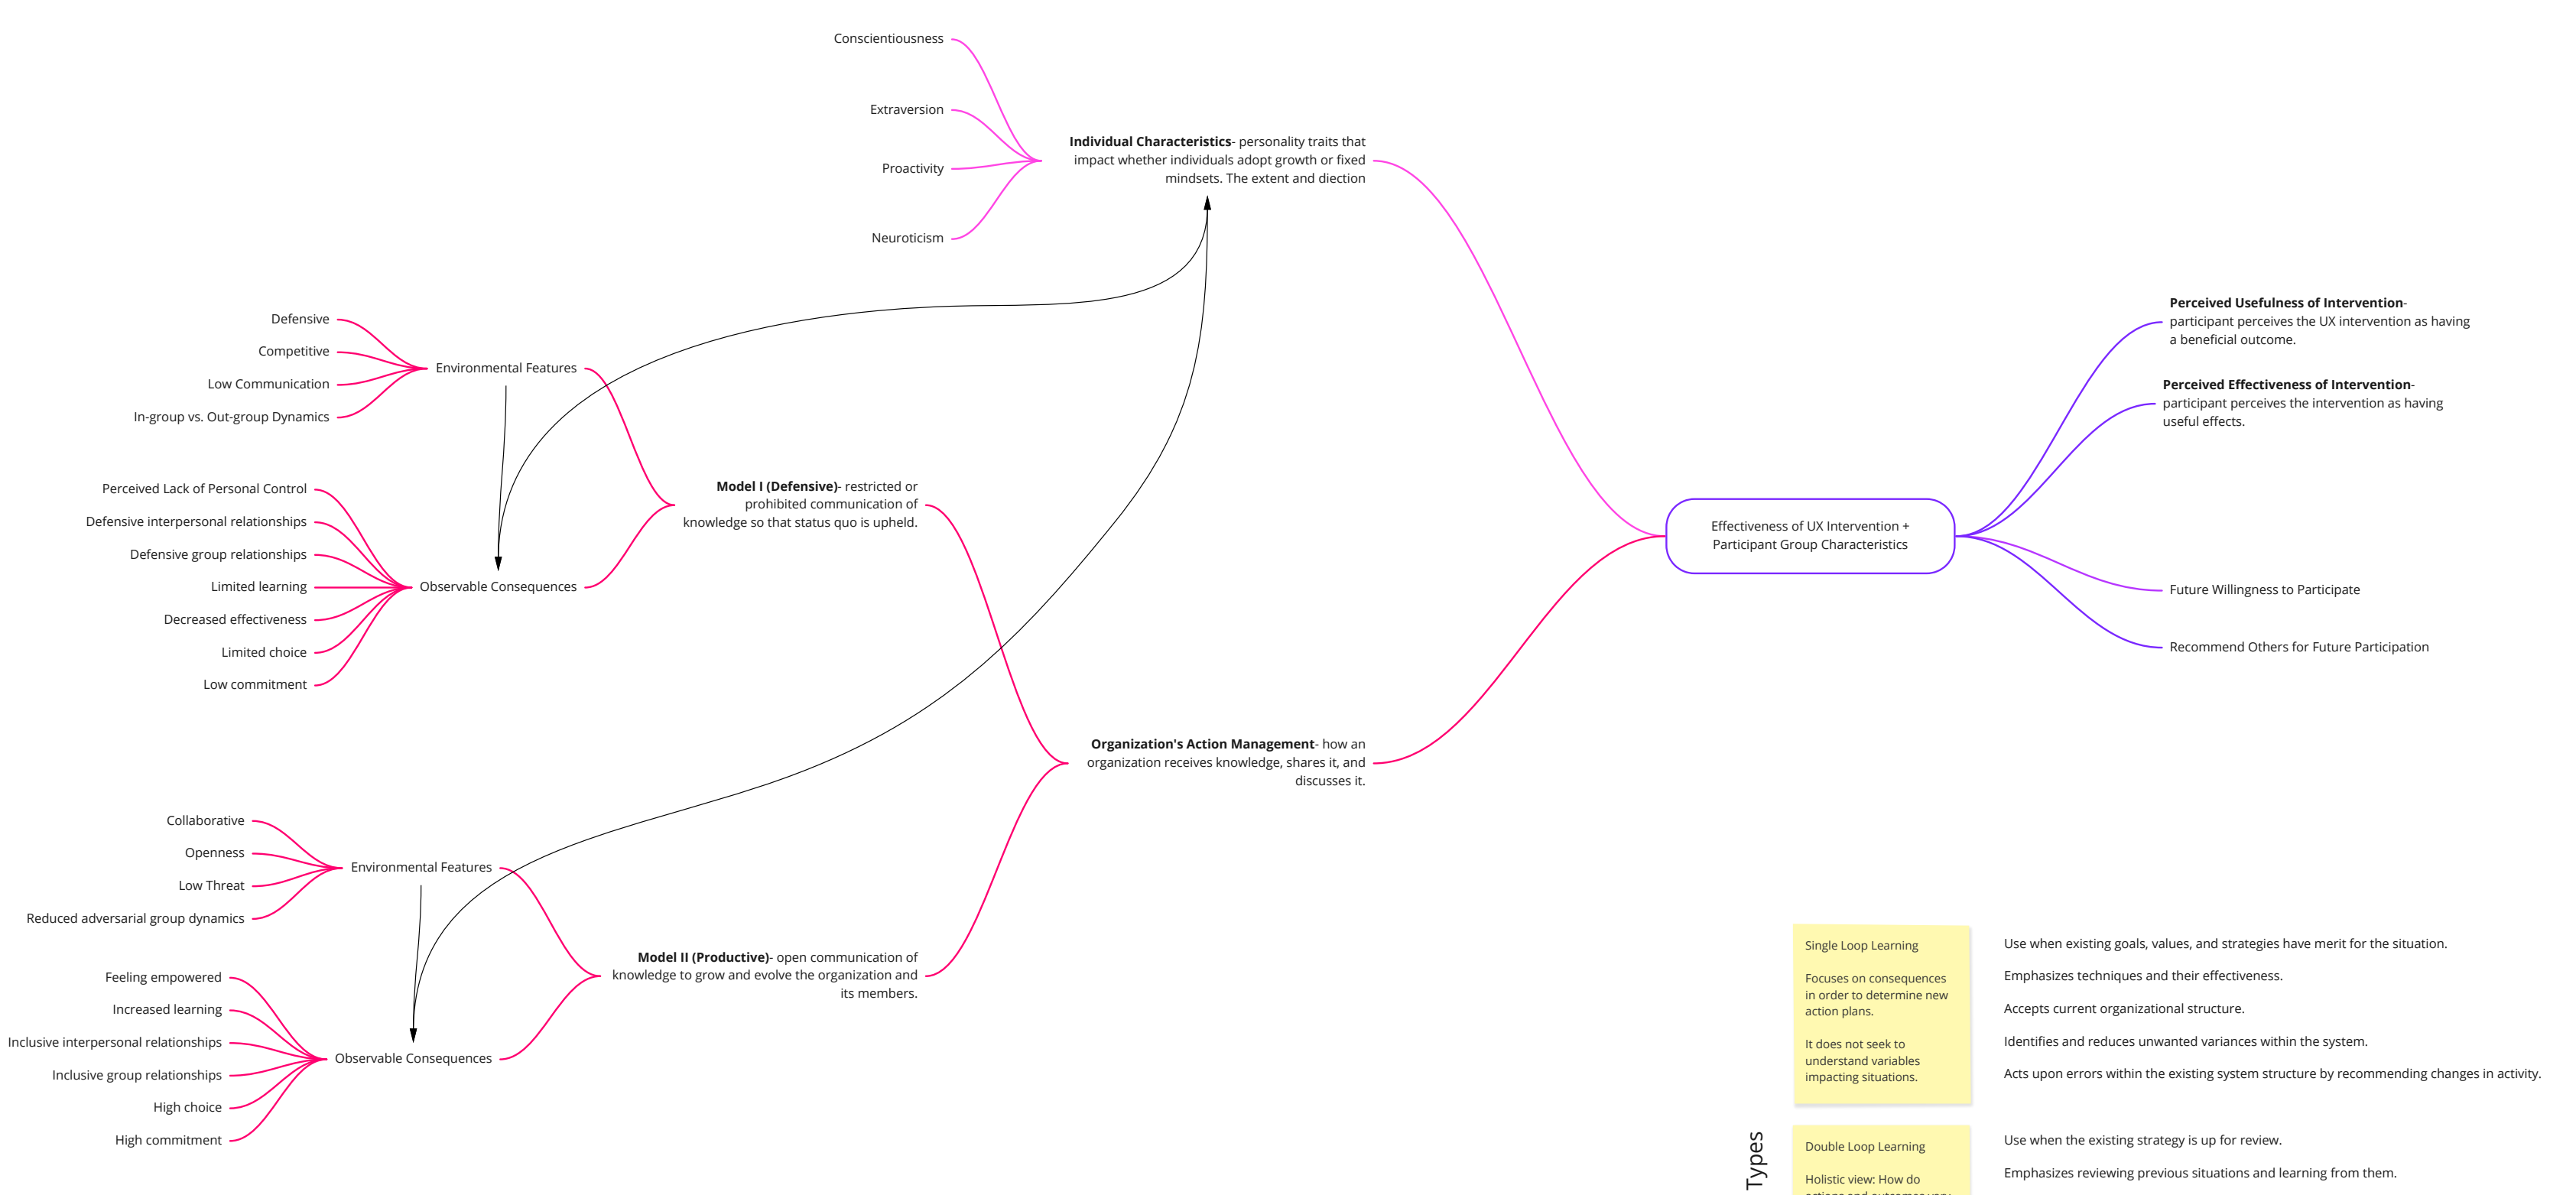 Conscientiousness
Extraversion
Proactivity
Neuroticism
Individual Characteristics- personality traits that
impact whether individuals adopt growth or fixed
mindsets. The extent and diection
Defensive
Competitive
Low Communication
In-group vs. Out-group Dynamics
Environmental Features
Perceived Lack of Personal Control
Defensive interpersonal relationships
Defensive group relationships
Limited learning
Decreased effectiveness
Limited choice
Low commitment
Observable Consequences
Model I (Defensive)- restricted or
prohibited communication of
knowledge so that status quo is upheld.
Organization's Action Management- how an
organization receives knowledge, shares it, and
discusses it.
Collaborative
Openness
Low Threat
Reduced adversarial group dynamics
Environmental Features
Feeling empowered
Increased learning
Inclusive interpersonal relationships
Inclusive group relationships
High choice
High commitment
Observable Consequences
Model II (Productive)- open communication of
knowledge to grow and evolve the organization and
its members.
Effectiveness of UX Intervention +
Participant Group Characteristics
Perceived Usefulness of Intervention-
participant perceives the UX intervention as having
a beneficial outcome.
Perceived Effectiveness of Intervention-
participant perceives the intervention as having
useful effects.
Future Willingness to Participate
Recommend Others for Future Participation
Single Loop Learning
Focuses on consequences
in order to determine new
action plans.
It does not seek to
understand variables
impacting situations.
Use when existing goals, values, and strategies have merit for the situation.
Emphasizes techniques and their effectiveness.
Accepts current organizational structure.
Identifies and reduces unwanted variances within the system.
Acts upon errors within the existing system structure by recommending changes in activity.
Types
Double Loop Learning
Holistic view: How do
Use when the existing strategy is up for review.
Emphasizes reviewing previous situations and learning from them.